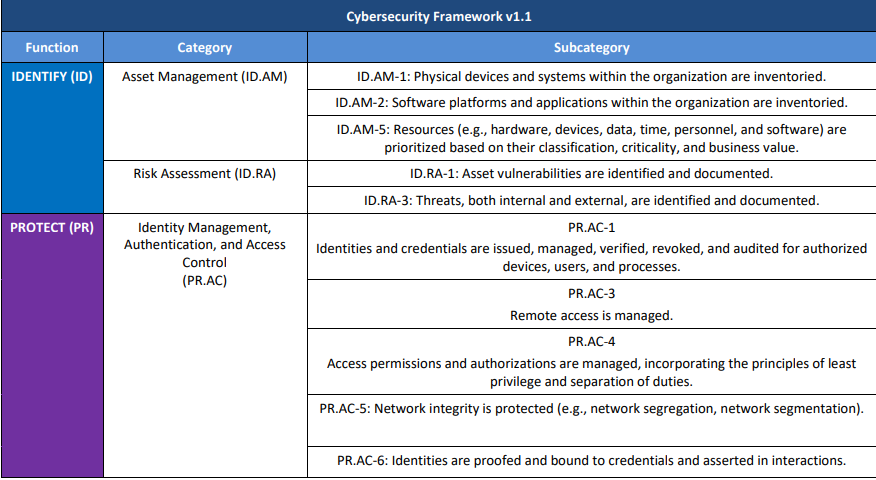 Cybersecurity Framework v1.1
Function
Category
Subcategory
IDENTIFY (ID)
Asset Management (ID.AM)
ID.AM-1: Physical devices and systems within the organization are inventoried.
ID.AM-2: Software platforms and applications within the organization are inventoried.
ID.AM-5: Resources (e.g., hardware, devices, data, time, personnel, and software) are
prioritized based on their classification, criticality, and business value.
Risk Assessment (ID.RA)
ID.RA-1: Asset vulnerabilities are identified and documented.
ID.RA-3: Threats, both internal and external, are identified and documented.
PROTECT (PR)
Identity Management,
Authentication, and Access
Control
(PR.AC)
PR.AC-1
Identities and credentials are issued, managed, verified, revoked, and audited for authorized
devices, users, and processes.
PR.AC-3
Remote access is managed.
PR.AC-4
Access permissions and authorizations are managed, incorporating the principles of least
privilege and separation of duties.
PR.AC-5: Network integrity is protected (e.g., network segregation, network segmentation).
PR.AC-6: Identities are proofed and bound to credentials and asserted in interactions.